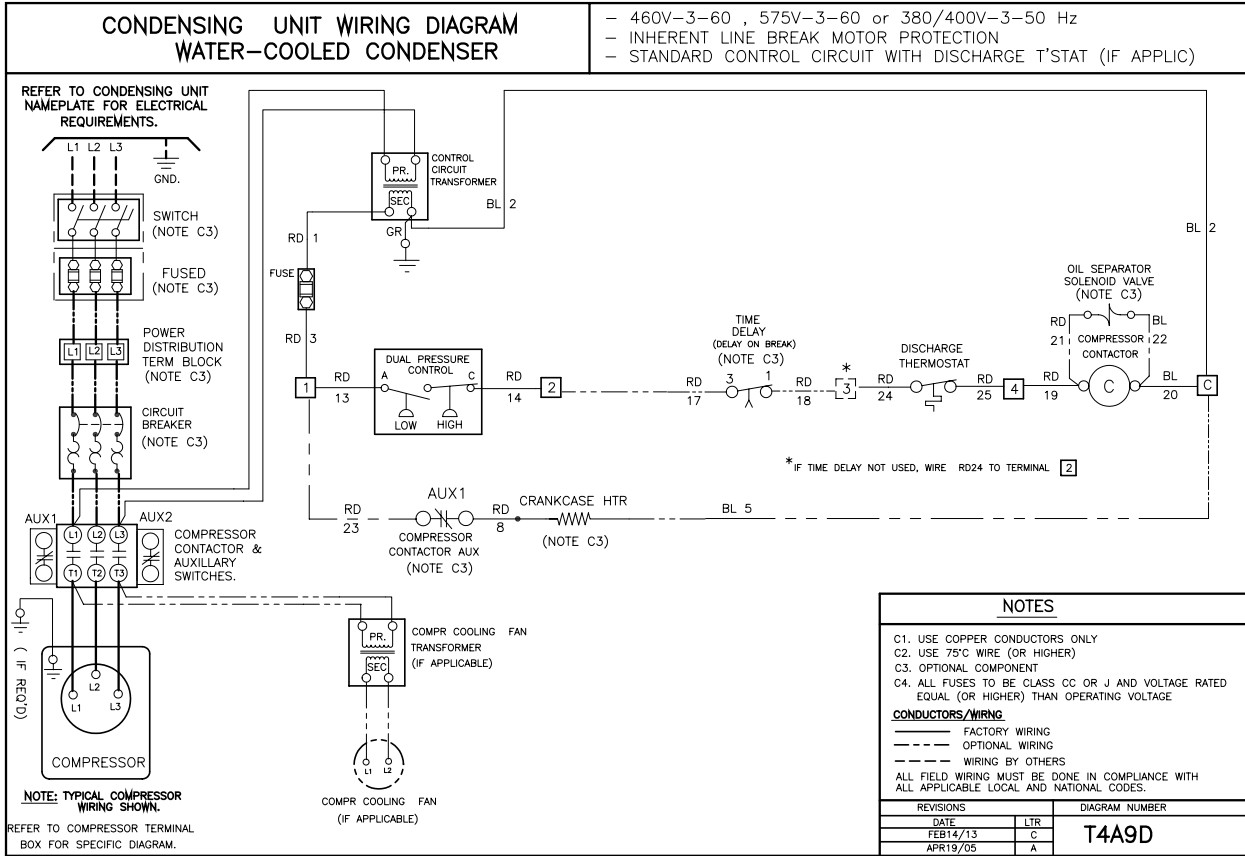 CONDENSING UNIT WIRING DIAGRAM
WATER-COOLED CONDENSER
- 460V-3-60 , 575V-3-60 or 380/400V-3-50 Hz
- INHERENT LINE BREAK MOTOR PROTECTION
- STANDARD CONTROL CIRCUIT WITH DISCHARGE T'STAT (IF APPLIC)
REFER TO CONDENSING UNIT
NAMEPLATE FOR ELECTRICAL
REQUIREMENTS.
L1 L2 L3
GND.
SWITCH
(NOTE C3)
FUSED
(NOTE C3)
POWER
DISTRIBUTION
TERM BLOCK
(NOTE C3)
L1 L2 L3
CIRCUIT
BREAKER
(NOTE C3)
AUX1
AUX2
L1 L2 L3
T1 T2 T3
COMPRESSOR
CONTACTOR &
AUXILLARY
SWITCHES.
( IF REQ'D)
L2
L1 L3
COMPRESSOR
NOTE: TYPICAL COMPRESSOR
WIRING SHOWN.
REFER TO COMPRESSOR TERMINAL
BOX FOR SPECIFIC DIAGRAM.
PR.
SEC
CONTROL
CIRCUIT
TRANSFORMER
GR
BL 2
BL 2
RD 1
FUSE
RD 3
1
RD
13
DUAL PRESSURE
CONTROL
A C
LOW HIGH
RD
14
2
RD
17
TIME
DELAY
(DELAY ON BREAK)
(NOTE C3)
3 1
RD
18
*
3
RD
24
DISCHARGE
THERMOSTAT
RD
25
4
RD
19
OIL SEPARATOR
SOLENOID VALVE
(NOTE C3)
RD
21
BL
22
COMPRESSOR
CONTACTOR
C
BL
20
C
*IF TIME DELAY NOT USED, WIRE RD24 TO TERMINAL 2
RD
23
AUX1
COMPRESSOR
CONTACTOR AUX
(NOTE C3)
RD
8
CRANKCASE HTR
(NOTE C3)
BL 5
PR.
SEC
COMPR COOLING FAN
TRANSFORMER
(IF APPLICABLE)
L1 L2
COMPR COOLING FAN
(IF APPLICABLE)
NOTES
C1. USE COPPER CONDUCTORS ONLY
C2. USE 75°C WIRE (OR HIGHER)
C3. OPTIONAL COMPONENT
C4. ALL FUSES TO BE CLASS CC OR J AND VOLTAGE RATED
EQUAL (OR HIGHER) THAN OPERATING VOLTAGE
CONDUCTORS/WIRNG
FACTORY WIRING
OPTIONAL WIRING
WIRING BY OTHERS
ALL FIELD WIRING MUST BE DONE IN COMPLIANCE WITH
ALL APPLICABLE LOCAL AND NATIONAL CODES.
REVISIONS
DATE LTR
FEB14/13 C
APR19/05 A
DIAGRAM NUMBER
T4A9D